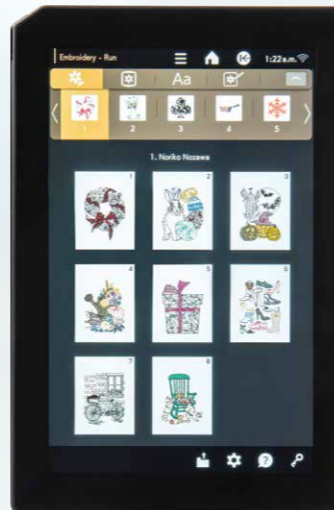 Embroidery - Run
1:22 a.m.
Aa
1 2 3 4 5
1. Noriko Nozawa
1 2 3
4 5 6
7 8
?